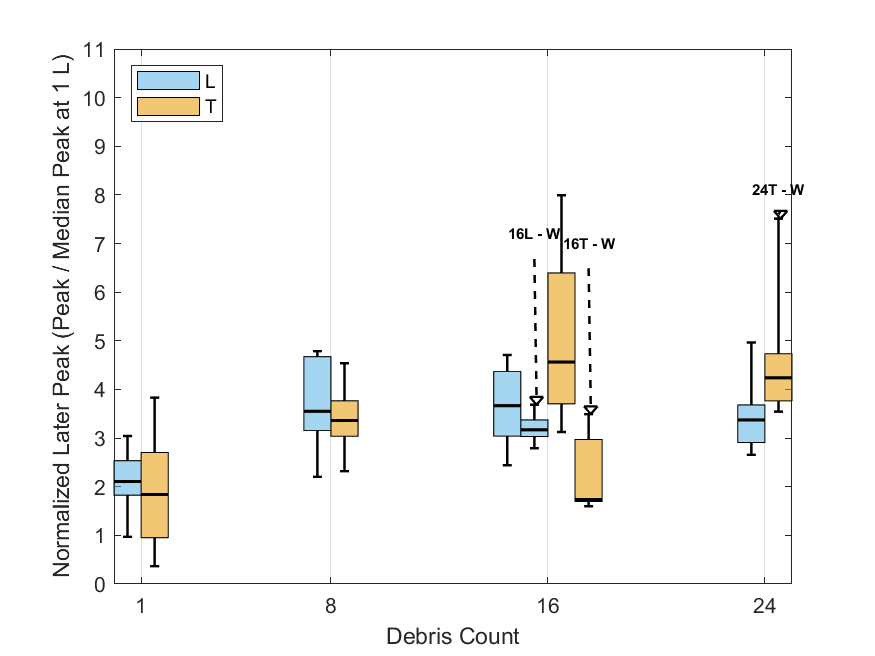 11
10
9
8
7
6
5
4
3
2
1
0
Normalized Later Peak (Peak / Median Peak at 1 L)
L
T
16L - W
16T - W
24T - W
1
8
16
24
Debris Count